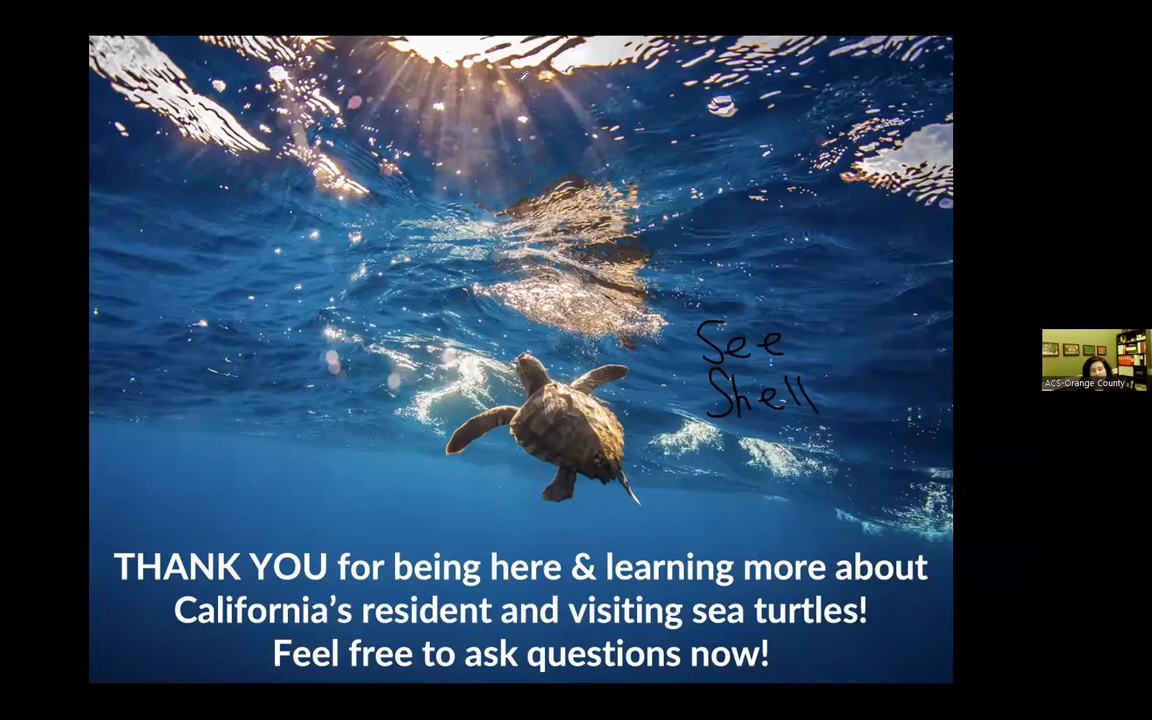 See
Shell
ACS-Orange County
THANK YOU for being here & learning more about
California's resident and visiting sea turtles!
Feel free to ask questions now!